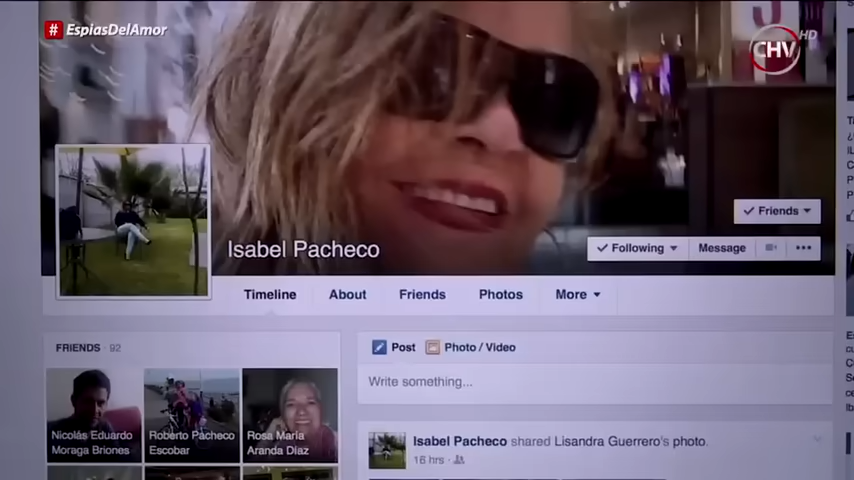 # EspiasDelAmor
J
CHV HD
Friends
Isabel Pacheco
Following
Message
Timeline
About
Friends
Photos
More
FRIENDS · 92
Post
Photo / Video
Write something...
Nicolás Eduardo
Moraga Briones
Roberto Pacheco
Escobar
Rosa María
Aranda Díaz
Isabel Pacheco shared Lisandra Guerrero's photo.
16 hrs ·